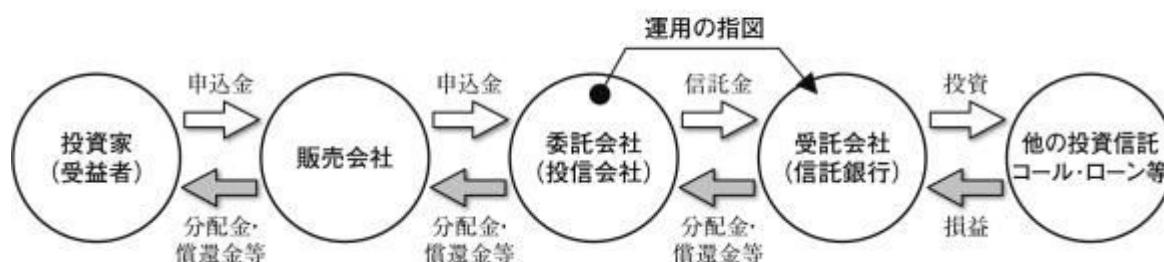 運用の指図
申込金
申込金
信託金
投資
投資家
(受益者)
販売会社
委託会社
(投信会社)
受託会社
(信託銀行)
他の投資信託
コール・ローン等
分配金・
償還金等
分配金・
償還金等
分配金・
償還金等
損益